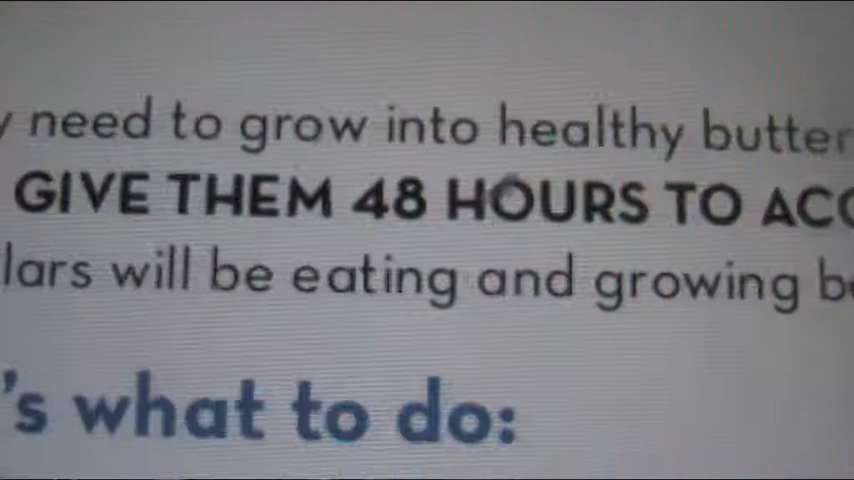 need to grow into healthy butter
GIVE THEM 48 HOURS TO ACC
lars will be eating and growing
's what to do: